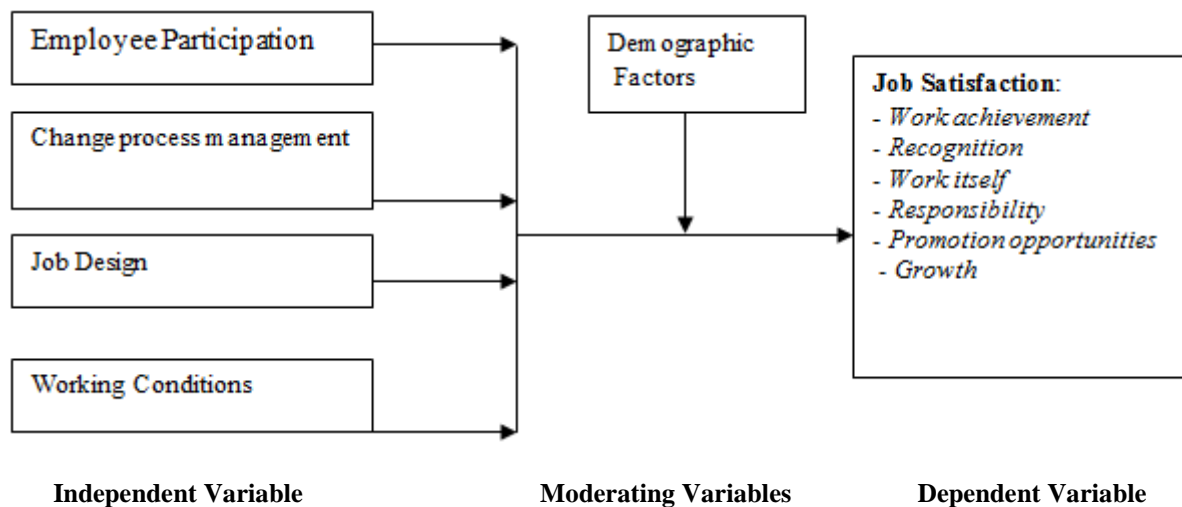 Employee Participation
Change process management
Job Design
Working Conditions
Demographic
Factors
Job Satisfaction:
- Work achievement
- Recognition
- Work itself
- Responsibility
- Promotion opportunities
- Growth
Independent Variable
Moderating Variables
Dependent Variable